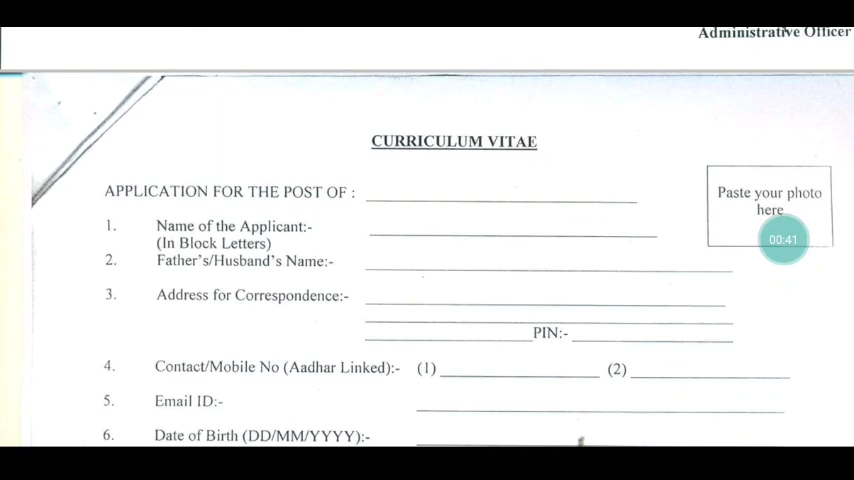 Administrative Officer
CURRICULUM VITAE
APPLICATION FOR THE POST OF :
Paste your photo
here
00:41
1. Name of the Applicant:-
(In Block Letters)
2. Father's/Husband's Name:-
3. Address for Correspondence:-
PIN:-
4. Contact/Mobile No (Aadhar Linked):- (1) (2)
5. Email ID:-
6. Date of Birth (DD/MM/YYYY):-